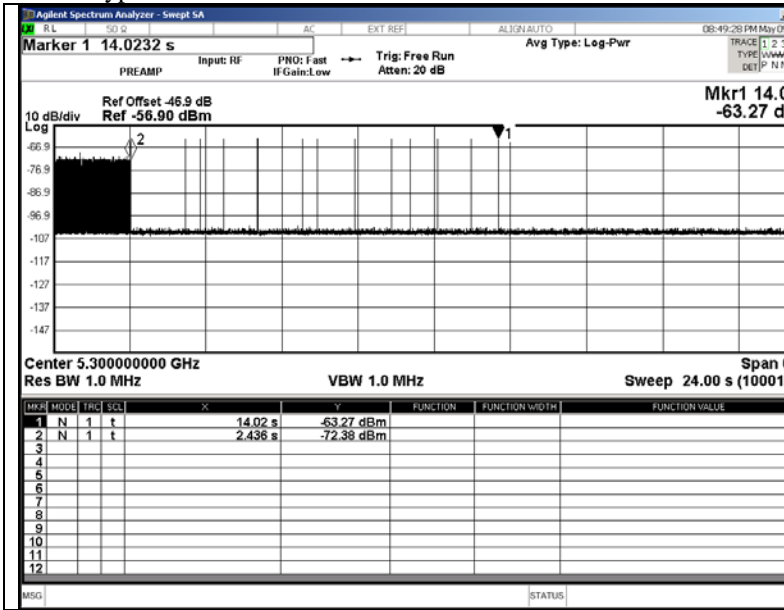 Agilent Spectrum Analyzer - Swept SA
RL 50 Ω AC EXT REF ALIGN AUTO 08:49:28 PM May 0
Marker 1 14.0232 s
PREAMP
Input: RF
PNO: Fast
IFGain:Low
Trig: Free Run
Atten: 20 dB
Avg Type: Log-Pwr
TRACE 1 2 3
TYPE
DET P N N
Mkr1 14.0
-63.27 d
Ref Offset -46.9 dB
10 dB/div Ref -56.90 dBm
Log
2
1
-66.9
-76.9
-86.9
-96.9
-107
-117
-127
-137
-147
Center 5.300000000 GHz Span
Res BW 1.0 MHz VBW 1.0 MHz Sweep 24.00 s (10001
MKR MODE TRC SCL X Y FUNCTION FUNCTION WIDTH FUNCTION VALUE
1 N 1 t 14.02 s -63.27 dBm
2 N 1 t 2.436 s -72.38 dBm
3
4
5
6
7
8
9
10
11
12
MSG STATUS